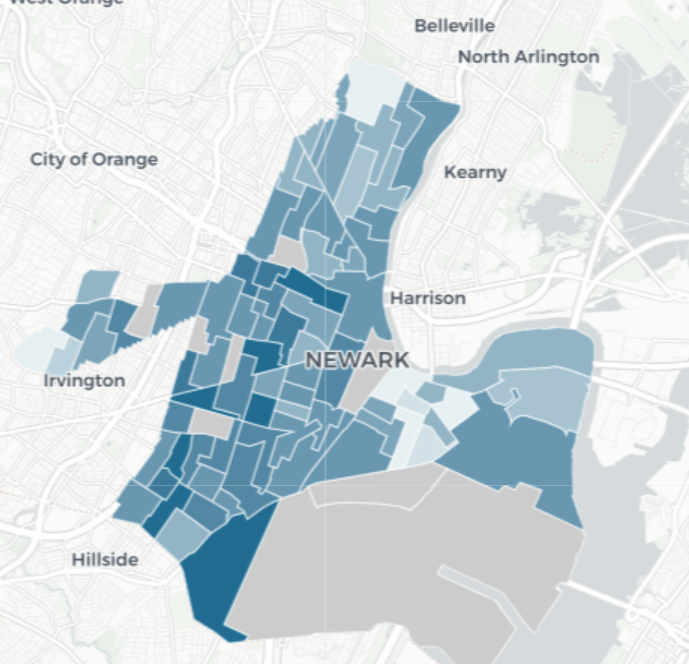 West Orange
Belleville
North Arlington
City of Orange
Kearny
Harrison
NEWARK
Irvington
Hillside